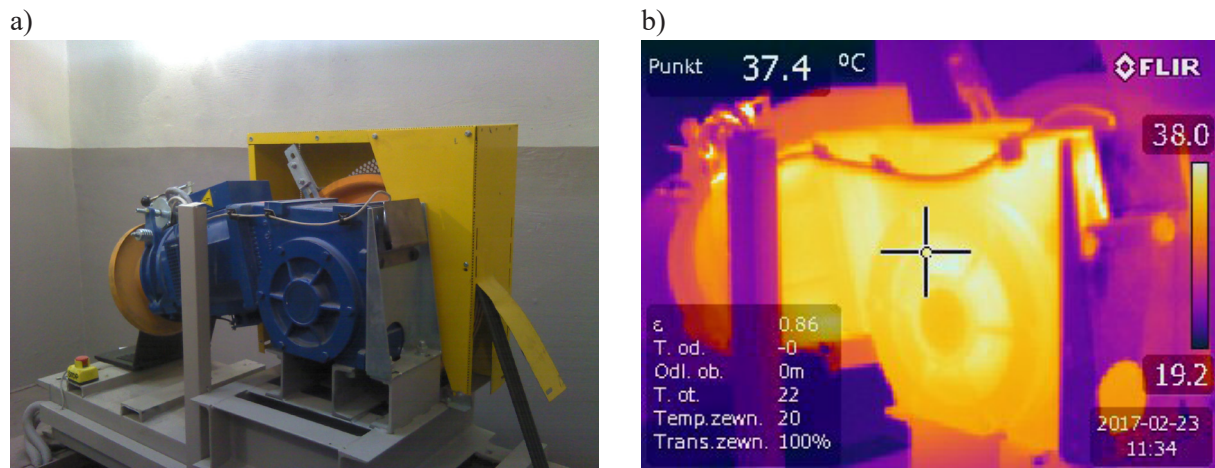 a)
b)
Punkt 37.4 °C
FLIR
38.0
ε 0.86
T. od. -0
Odl. ob. 0m
T. ot. 22
Temp.zewn. 20
Trans.zewn. 100%
19.2
2017-02-23
11:34